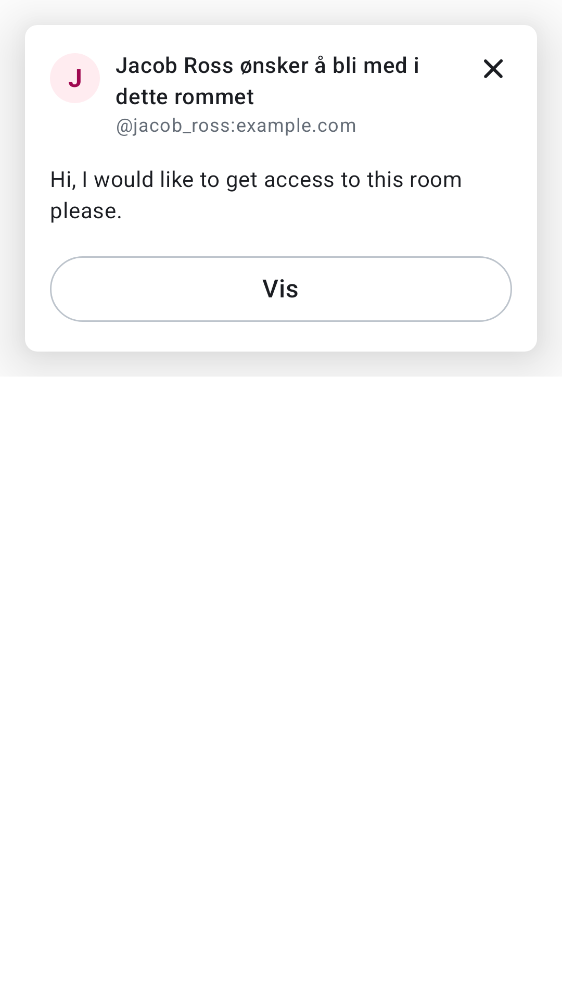 J
Jacob Ross ønsker å bli med i
dette rommet
@jacob_ross:example.com
Hi, I would like to get access to this room
please.
Vis